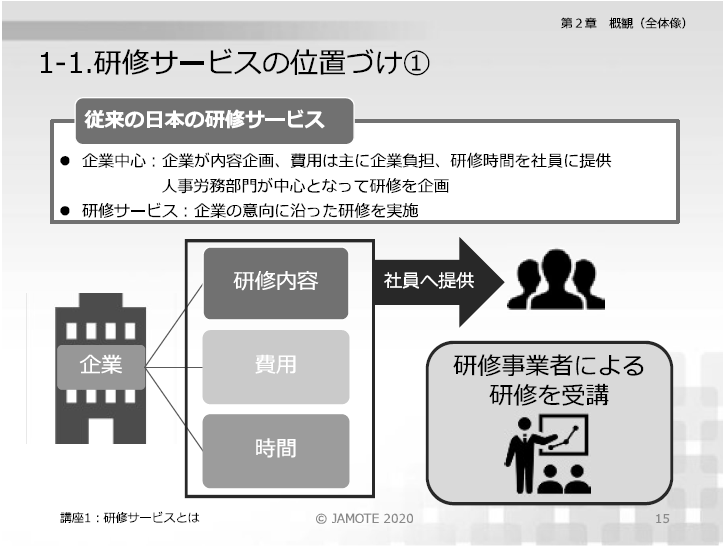 第２章　概観（全体像）
1-1.研修サービスの位置づけ①
従来の日本の研修サービス
● 企業中心：企業が内容企画、費用は主に企業負担、研修時間を社員に提供
人事労務部門が中心となって研修を企画
● 研修サービス：企業の意向に沿った研修を実施
研修内容
社員へ提供
企業
費用
時間
研修事業者による
研修を受講
講座1：研修サービスとは
© JAMOTE 2020
15